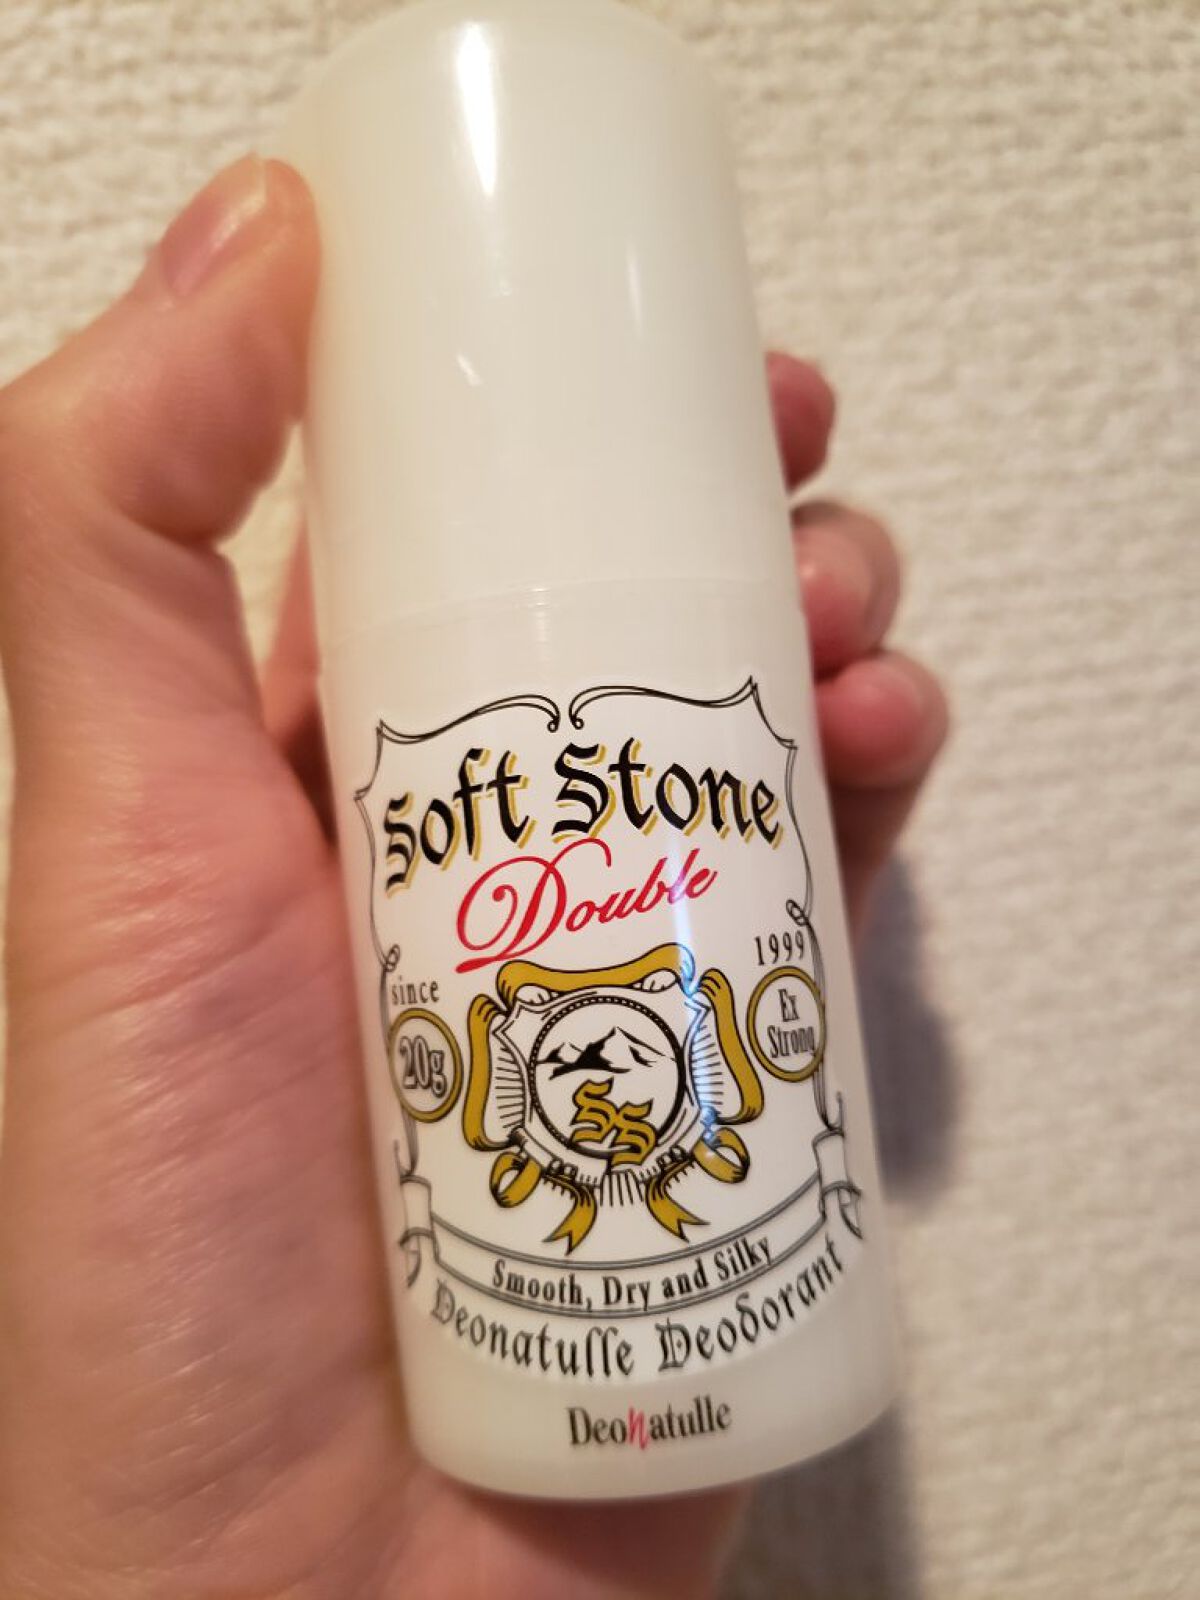 Soft Stone
Double
since
1999
20g
Ex
Strong
SS
Smooth, Dry and Silky
Deonatulle Deodorant
Deonatulle